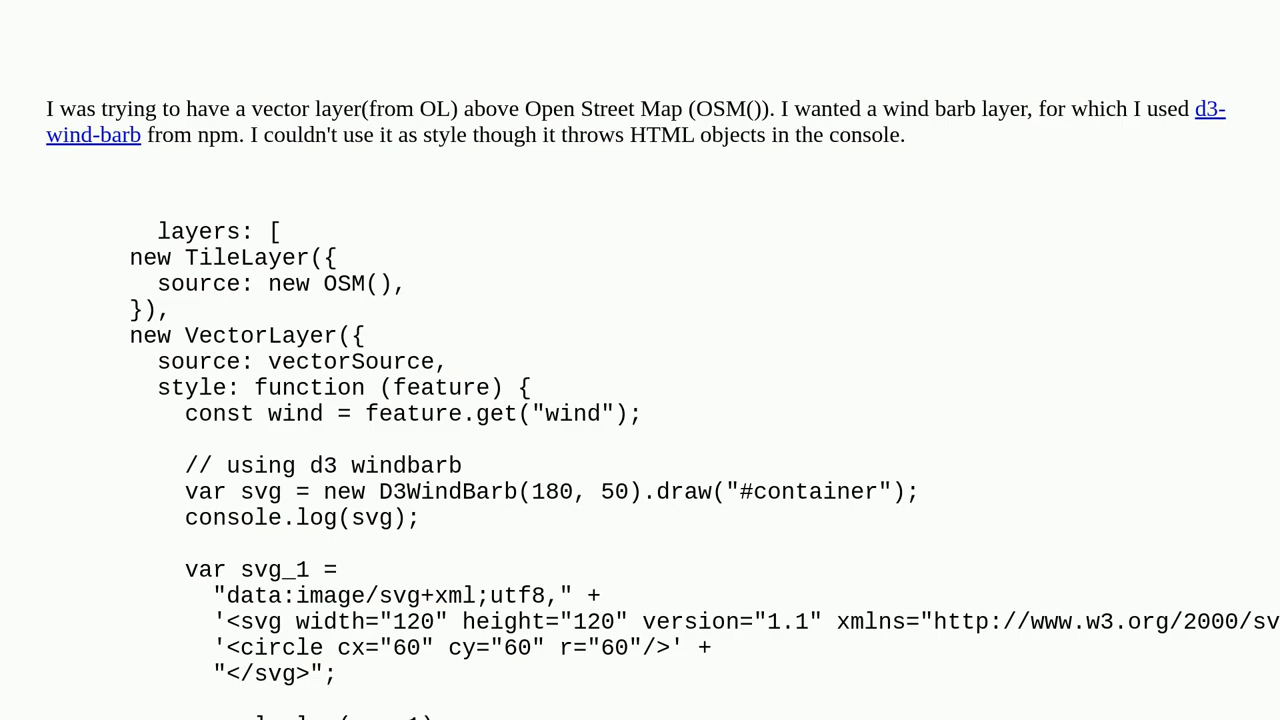 I was trying to have a vector layer(from OL) above Open Street Map (OSM()). I wanted a wind barb layer, for which I used d3-
wind-barb from npm. I couldn't use it as style though it throws HTML objects in the console.
layers: [
new TileLayer({
source: new OSM(),
}),
new VectorLayer({
source: vectorSource,
style: function (feature) {
const wind = feature.get("wind");
// using d3 windbarb
var svg = new D3WindBarb(180, 50).draw("#container");
console.log(svg);
var svg_1 =
"data:image/svg+xml;utf8," +
'<svg width="120" height="120" version="1.1" xmlns="http://www.w3.org/2000/sv
'<circle cx="60" cy="60" r="60"/>' +
"</svg>";